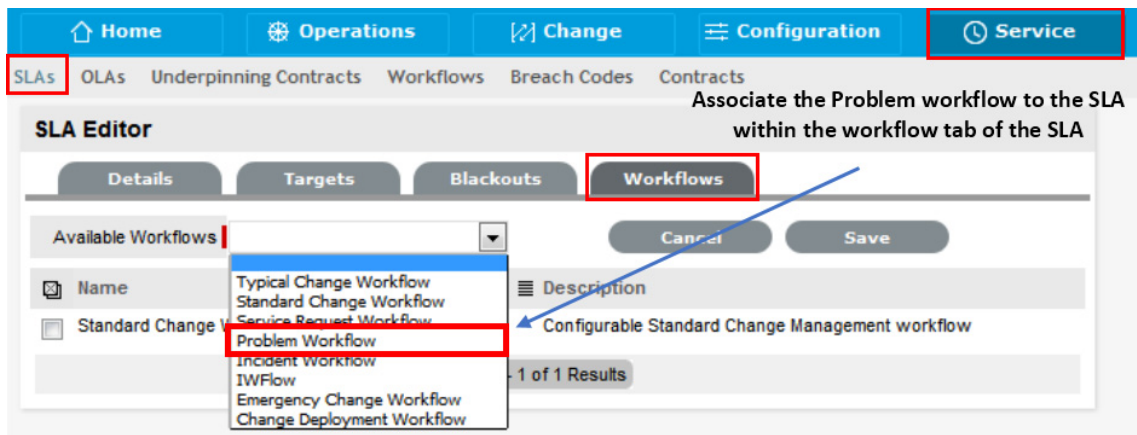 Home Operations Change Configuration Service
SLAs OLAs Underpinning Contracts Workflows Breach Codes Contracts
Associate the Problem workflow to the SLA
within the workflow tab of the SLA
SLA Editor
Details Targets Blackouts Workflows
Available Workflows
Cancel Save
Name Description
Typical Change Workflow
Standard Change Workflow
Service Request Workflow
Problem Workflow
Incident Workflow
IWFlow
Emergency Change Workflow
Change Deployment Workflow
Standard Change Configurable Standard Change Management workflow
1 of 1 Results